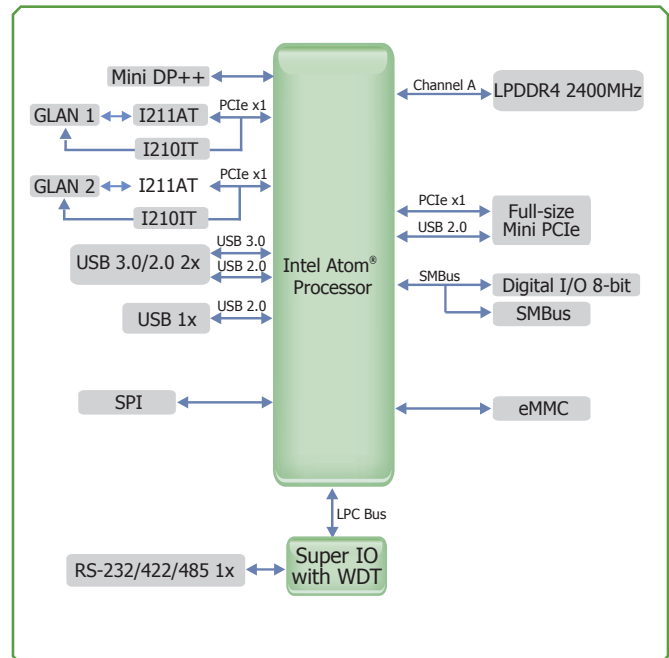 Mini DP++
GLAN 1
I211AT
PCIe x1
I210IT
GLAN 2
I211AT
PCIe x1
I210IT
USB 3.0/2.0 2x
USB 3.0
USB 2.0
USB 1x
USB 2.0
SPI
Intel Atom®
Processor
Channel A
LPDDR4 2400MHz
PCIe x1
USB 2.0
Full-size
Mini PCIe
SMBus
Digital I/O 8-bit
SMBus
eMMC
LPC Bus
Super IO
with WDT
RS-232/422/485 1x